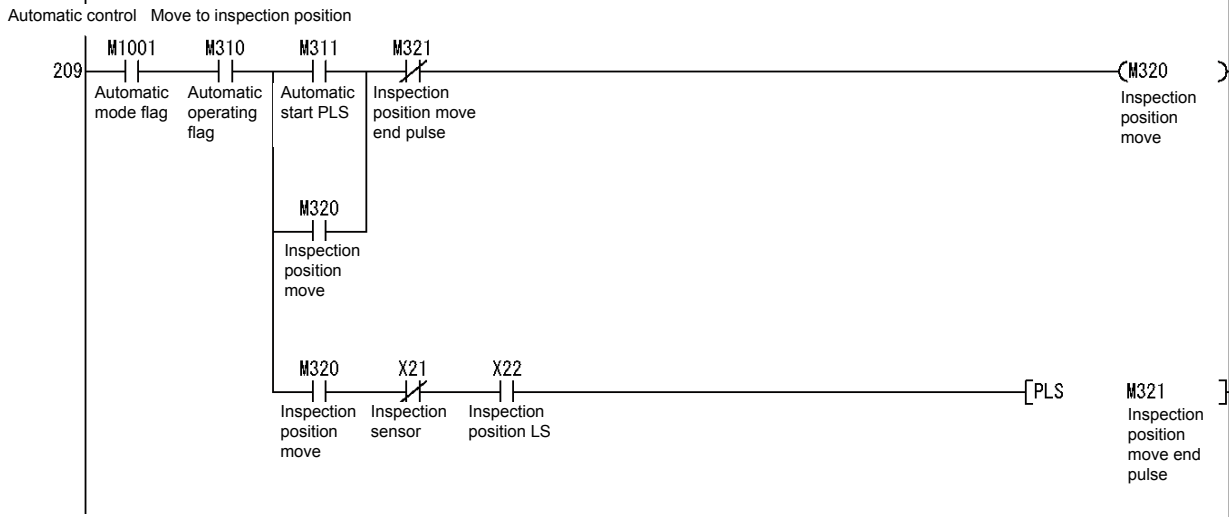 Automatic control Move to inspection position
M1001 M310 M311 M321
209 (M320 )
Automatic mode flag
Automatic operating flag
Automatic start PLS
Inspection position move end pulse
Inspection
position
move
M320
Inspection
position
move
M320 X21 X22
[PLS M321 ]
Inspection
position
move
Inspection
sensor
Inspection
position LS
Inspection
position
move end
pulse